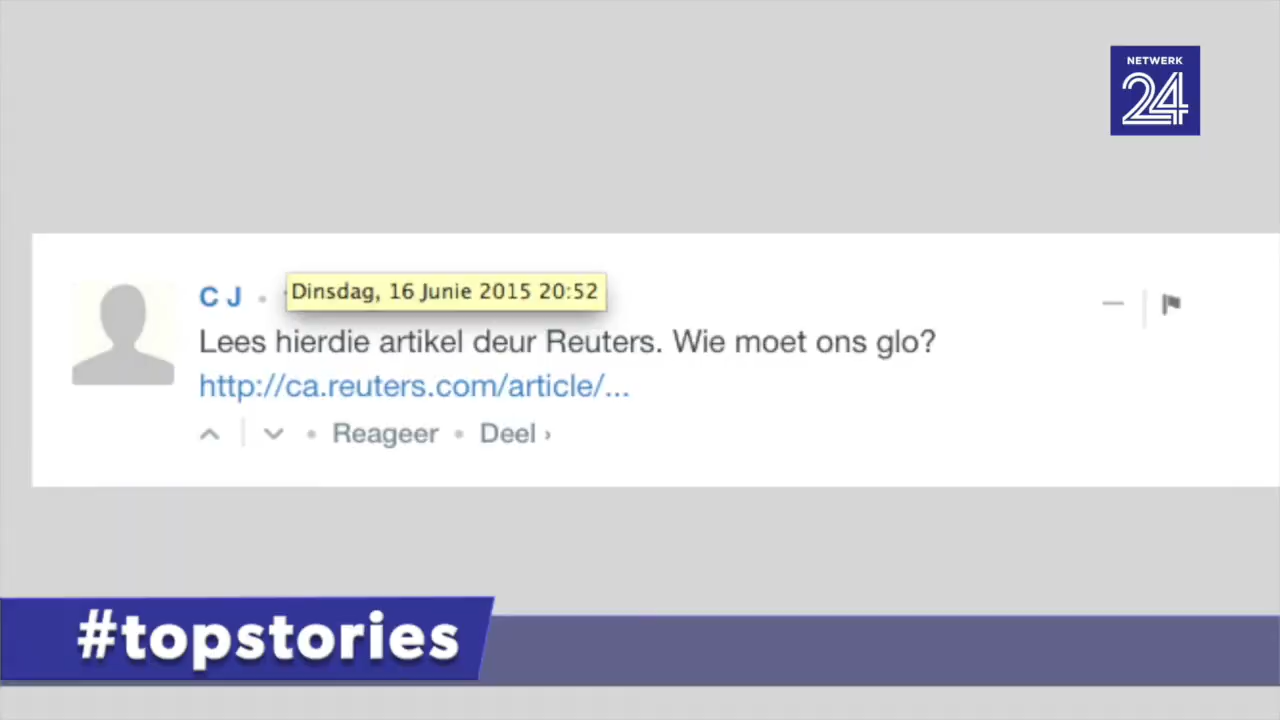 NETWERK
24
C J •
Dinsdag, 16 Junie 2015 20:52
Lees hierdie artikel deur Reuters. Wie moet ons glo?
http://ca.reuters.com/article/...
• Reageer • Deel ›
#topstories